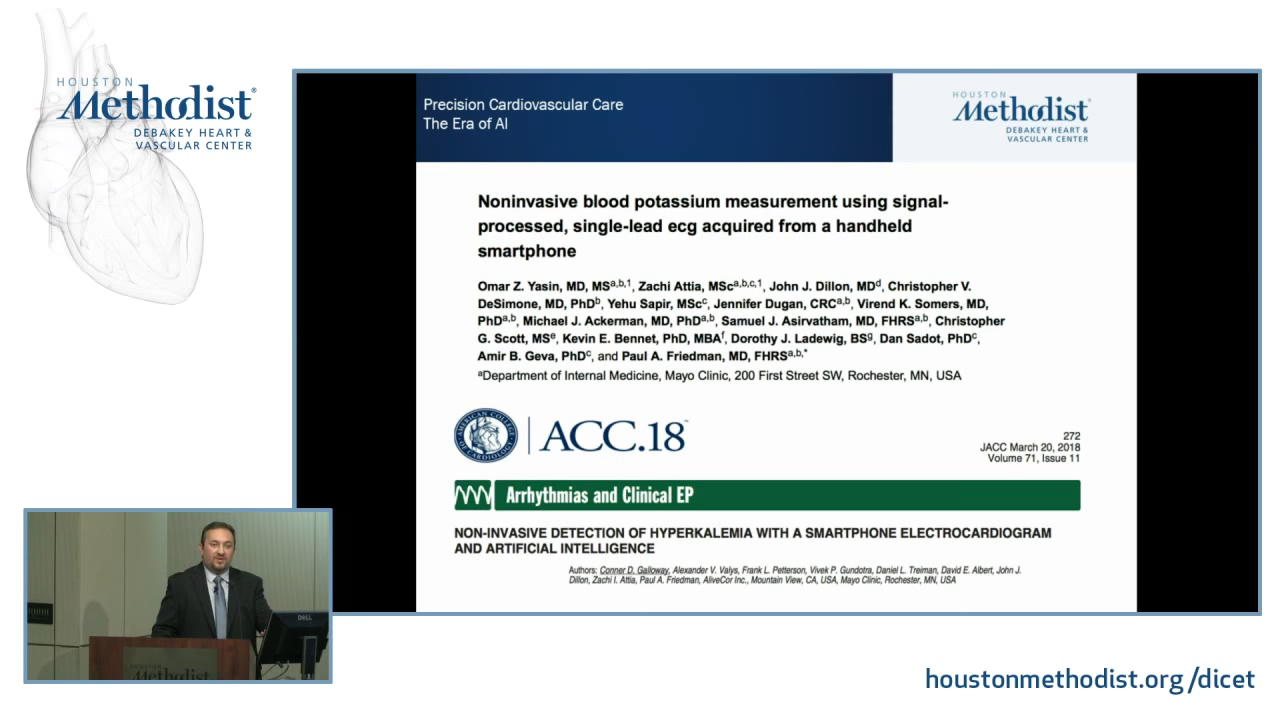 HOUSTON
Methodist®
DEBAKEY HEART &
VASCULAR CENTER
Precision Cardiovascular Care
The Era of AI
HOUSTON
Methodist®
DEBAKEY HEART &
VASCULAR CENTER
Noninvasive blood potassium measurement using signal-
processed, single-lead ecg acquired from a handheld
smartphone
Omar Z. Yasin, MD, MSa,b,1, Zachi Attia, MSca,b,c,1, John J. Dillon, MDd, Christopher V.
DeSimone, MD, PhDb, Yehu Sapir, MScc, Jennifer Dugan, CRCa,b, Virend K. Somers, MD,
PhDa,b, Michael J. Ackerman, MD, PhDa,b, Samuel J. Asirvatham, MD, FHRSa,b, Christopher
G. Scott, MSe, Kevin E. Bennet, PhD, MBAf, Dorothy J. Ladewig, BSg, Dan Sadot, PhDc,
Amir B. Geva, PhDc, and Paul A. Friedman, MD, FHRSa,b,*
aDepartment of Internal Medicine, Mayo Clinic, 200 First Street SW, Rochester, MN, USA
AMERICAN COLLEGE OF CARDIOLOGY
ACC.18™
272
JACC March 20, 2018
Volume 71, Issue 11
Arrhythmias and Clinical EP
NON-INVASIVE DETECTION OF HYPERKALEMIA WITH A SMARTPHONE ELECTROCARDIOGRAM
AND ARTIFICIAL INTELLIGENCE
Authors: Conner D. Galloway, Alexander V. Valys, Frank L. Petterson, Vivek P. Gundotra, Daniel L. Treiman, David E. Albert, John J.
Dillon, Zachi I. Attia, Paul A. Friedman, AliveCor Inc., Mountain View, CA, USA, Mayo Clinic, Rochester, MN, USA
DELL
HOUSTON
Methodist
houstonmethodist.org/dicet